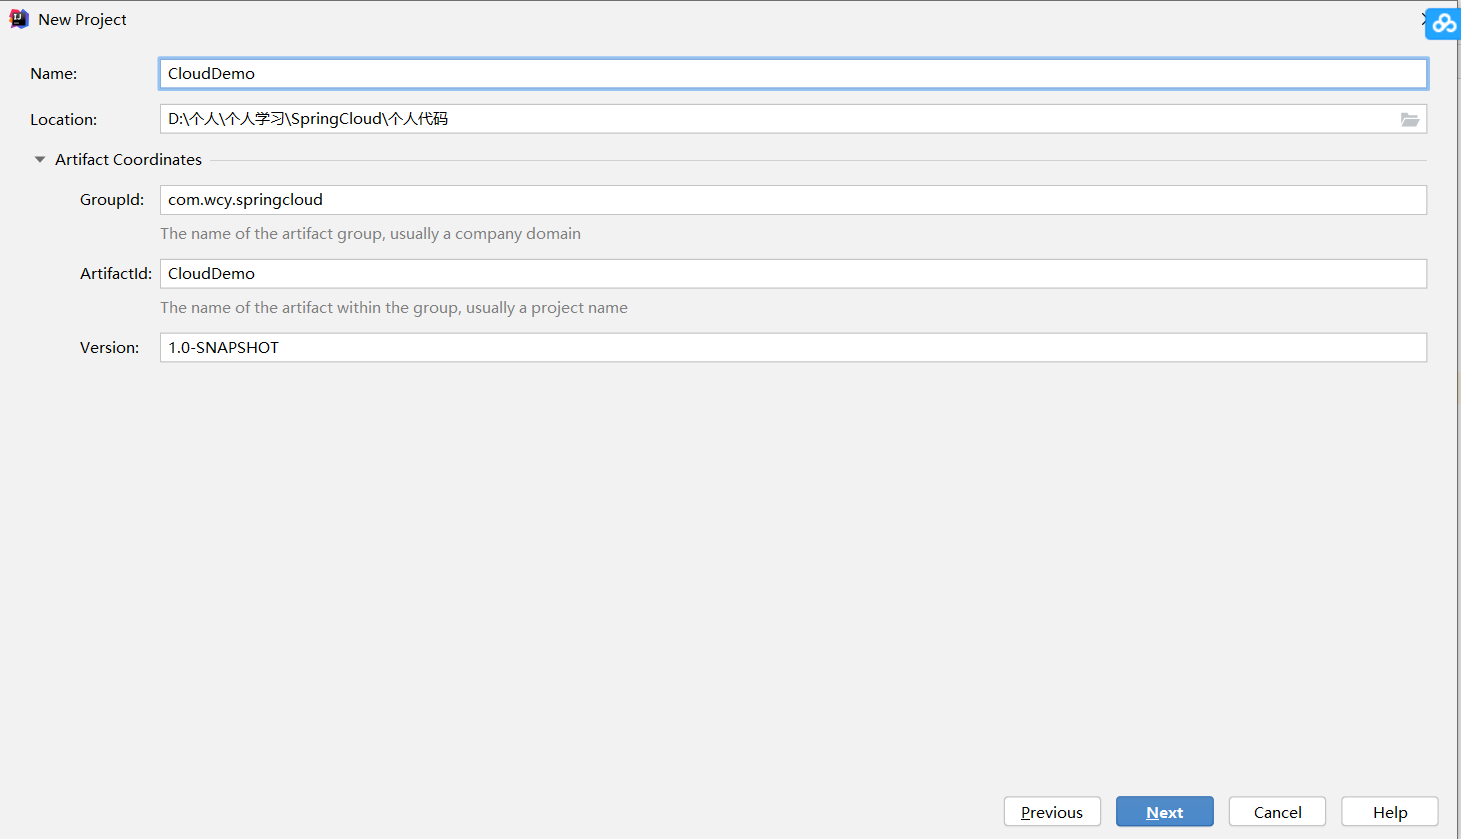 New Project
Name: CloudDemo
Location: D:\个人\个人学习\SpringCloud\个人代码
Artifact Coordinates
GroupId: com.wcy.springcloud
The name of the artifact group, usually a company domain
ArtifactId: CloudDemo
The name of the artifact within the group, usually a project name
Version: 1.0-SNAPSHOT
Previous Next Cancel Help